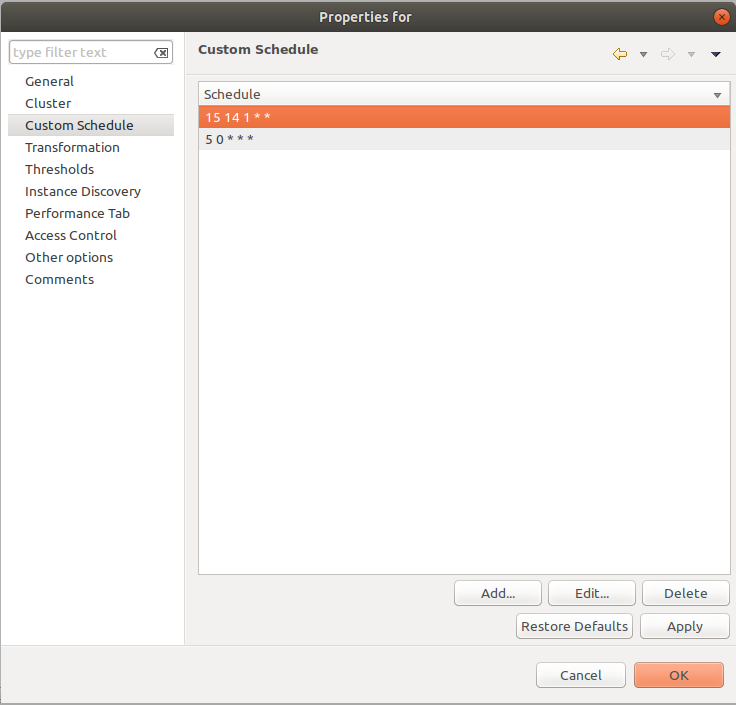 Properties for
type filter text
Custom Schedule
General
Cluster
Custom Schedule
Transformation
Thresholds
Instance Discovery
Performance Tab
Access Control
Other options
Comments
Schedule
15 14 1 * *
5 0 * * *
Add...
Edit...
Delete
Restore Defaults
Apply
Cancel
OK